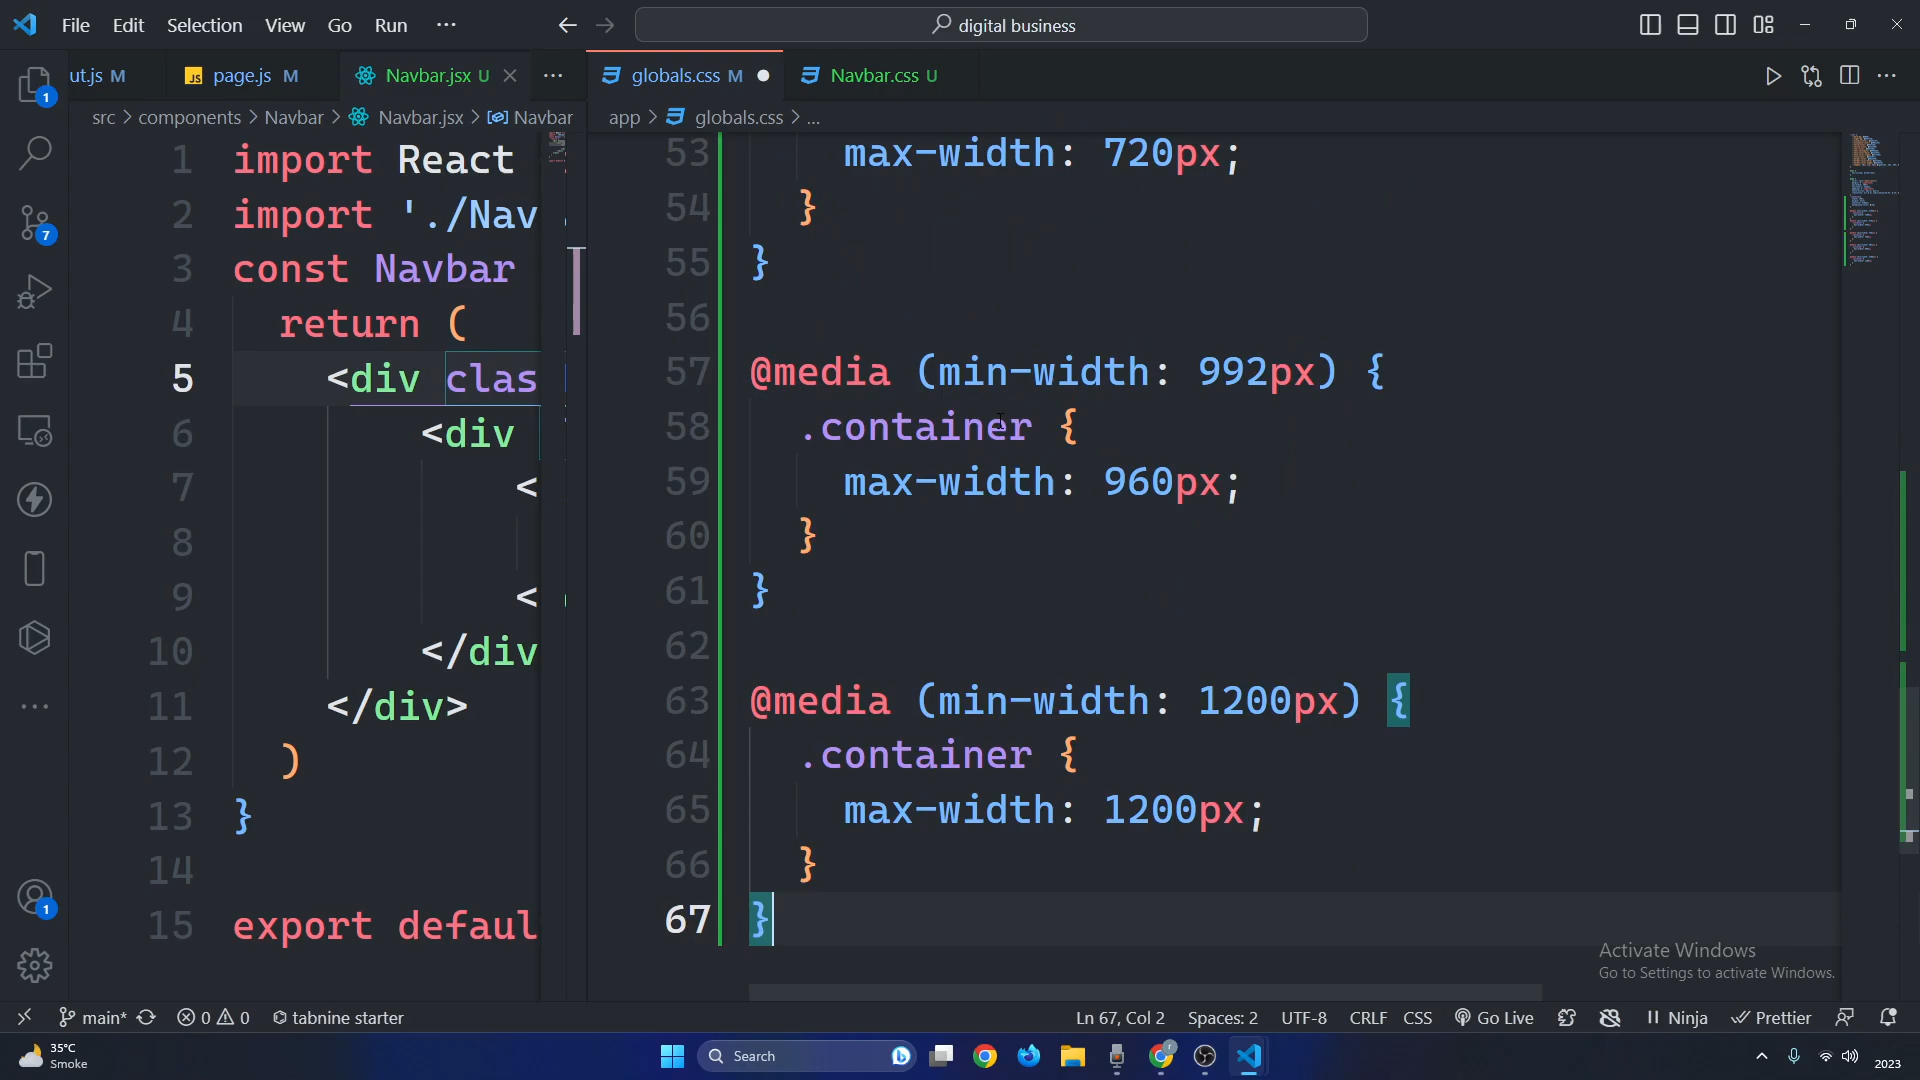 File Edit Selection View Go Run ··· digital business
ut.js M page.js M Navbar.jsx U ··· globals.css M Navbar.css U ···
src > components > Navbar > Navbar.jsx > Navbar
app > globals.css > ...
1 import React
2 import './Nav
3 const Navbar
4 return (
5 <div clas
6 <div
7 <
8
9 <
10 </div
11 </div>
12 )
13 }
14
15 export defaul
53 max-width: 720px;
54 }
55 }
56
57 @media (min-width: 992px) {
58 .container {
59 max-width: 960px;
60 }
61 }
62
63 @media (min-width: 1200px) {
64 .container {
65 max-width: 1200px;
66 }
67 }
1
7
1
Activate Windows
Go to Settings to activate Windows.
main* 0 0 tabnine starter Ln 67, Col 2 Spaces: 2 UTF-8 CRLF CSS Go Live Ninja Prettier
35°C
Smoke
Search
2023